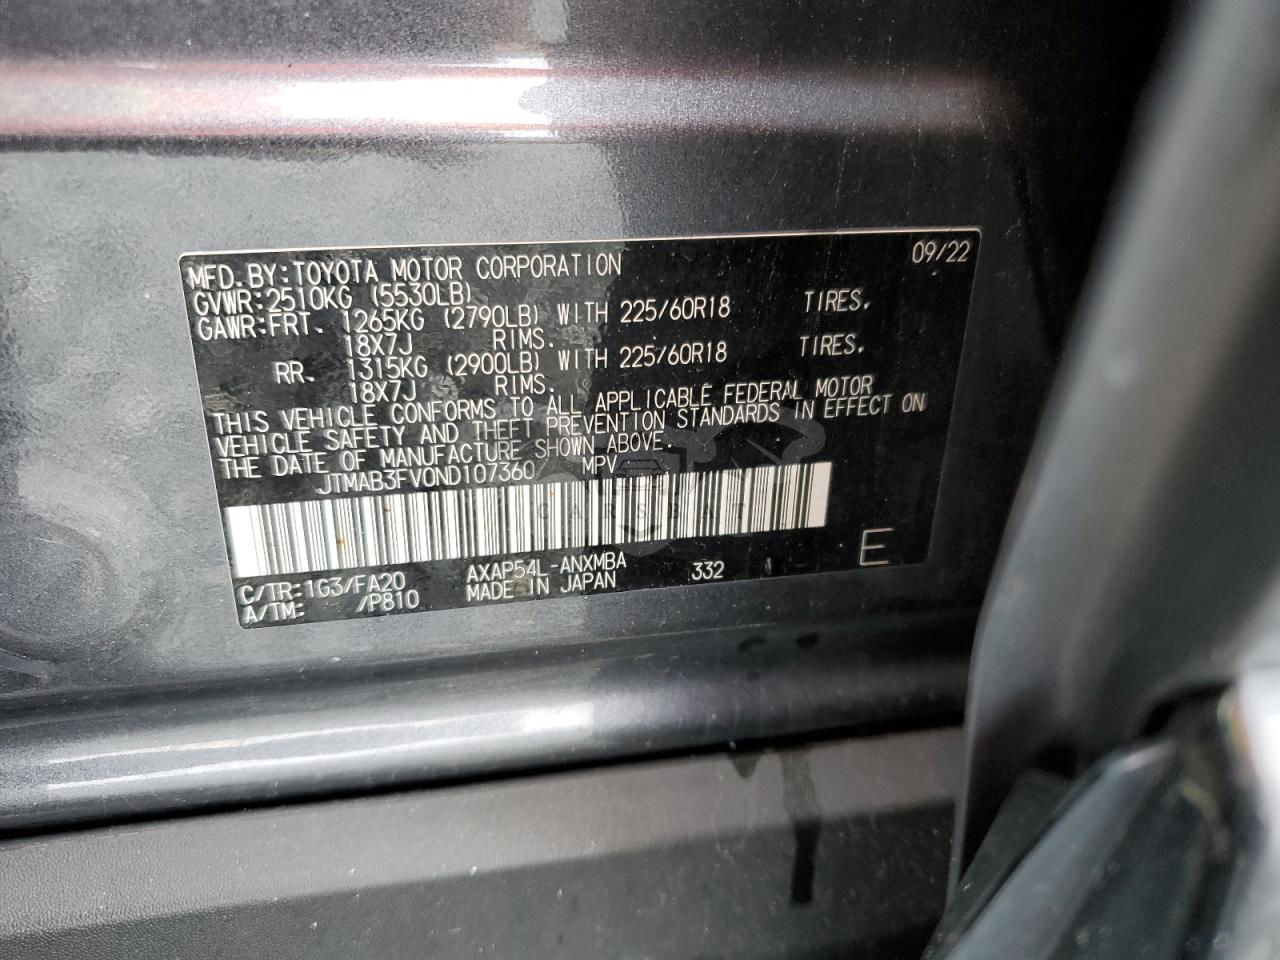 MFD.BY:TOYOTA MOTOR CORPORATION 09/22
GVWR:2510KG (5530LB)
GAWR:FRT. 1265KG (2790LB) WITH 225/60R18 TIRES.
18X7J RIMS.
RR. 1315KG (2900LB) WITH 225/60R18 TIRES.
18X7J RIMS.
THIS VEHICLE CONFORMS TO ALL APPLICABLE FEDERAL MOTOR
VEHICLE SAFETY AND THEFT PREVENTION STANDARDS IN EFFECT ON
THE DATE OF MANUFACTURE SHOWN ABOVE.
JTMAB3FV0ND107360 MPV
CARSBAT
C/TR:1G3/FA20 AXAP54L-ANXMBA 332 E
A/TM: /P810 MADE IN JAPAN